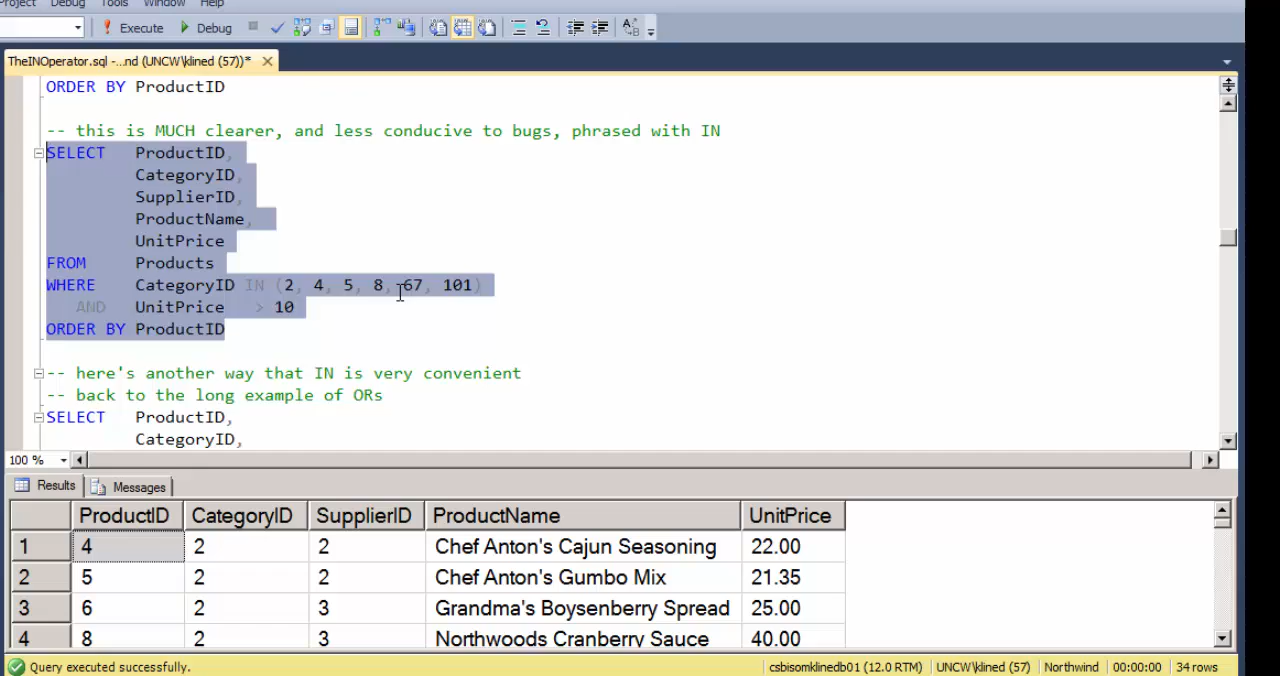 Project Debug Tools Window Help
Execute Debug
TheINOperator.sql -...nd (UNCW\klined (57))*
ORDER BY ProductID
-- this is MUCH clearer, and less conducive to bugs, phrased with IN
SELECT ProductID,
CategoryID,
SupplierID,
ProductName,
UnitPrice
FROM Products
WHERE CategoryID IN (2, 4, 5, 8, 67, 101)
AND UnitPrice > 10
ORDER BY ProductID
-- here's another way that IN is very convenient
-- back to the long example of ORs
SELECT ProductID,
CategoryID,
100 %
Results Messages
ProductID CategoryID SupplierID ProductName UnitPrice
1 4 2 2 Chef Anton's Cajun Seasoning 22.00
2 5 2 2 Chef Anton's Gumbo Mix 21.35
3 6 2 3 Grandma's Boysenberry Spread 25.00
4 8 2 3 Northwoods Cranberry Sauce 40.00
Query executed successfully. csbisomklinedb01 (12.0 RTM) UNCW\klined (57) Northwind 00:00:00 34 rows